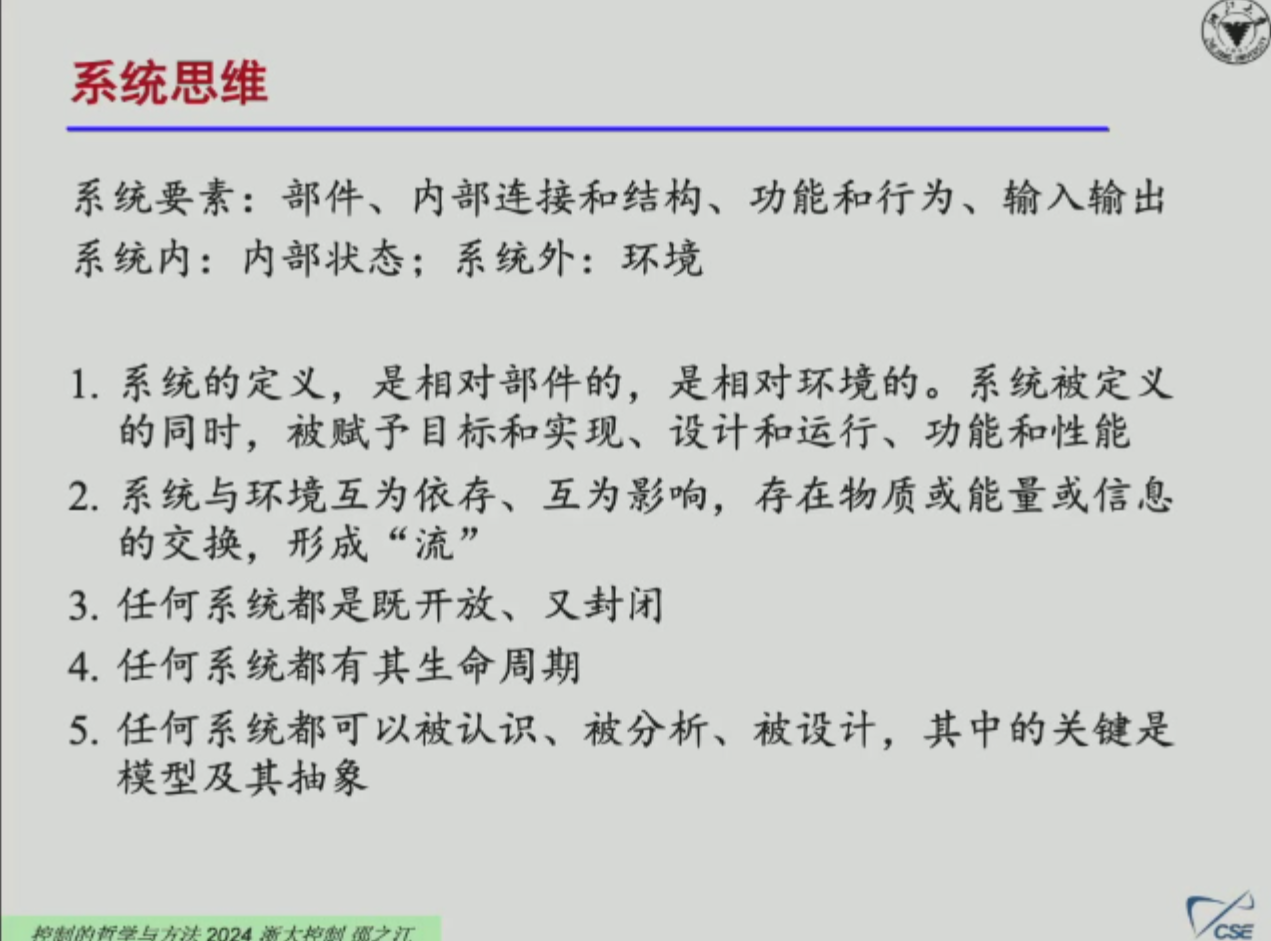 系统思维
系统要素：部件、内部连接和结构、功能和行为、输入输出
系统内：内部状态；系统外：环境
1. 系统的定义，是相对部件的，是相对环境的。系统被定义
的同时，被赋予目标和实现、设计和运行、功能和性能
2. 系统与环境互为依存、互为影响，存在物质或能量或信息
的交换，形成“流”
3. 任何系统都是既开放、又封闭
4. 任何系统都有其生命周期
5. 任何系统都可以被认识、被分析、被设计，其中的关键是
模型及其抽象
控制的哲学与方法 2024 浙大控制 邵之江
CSE